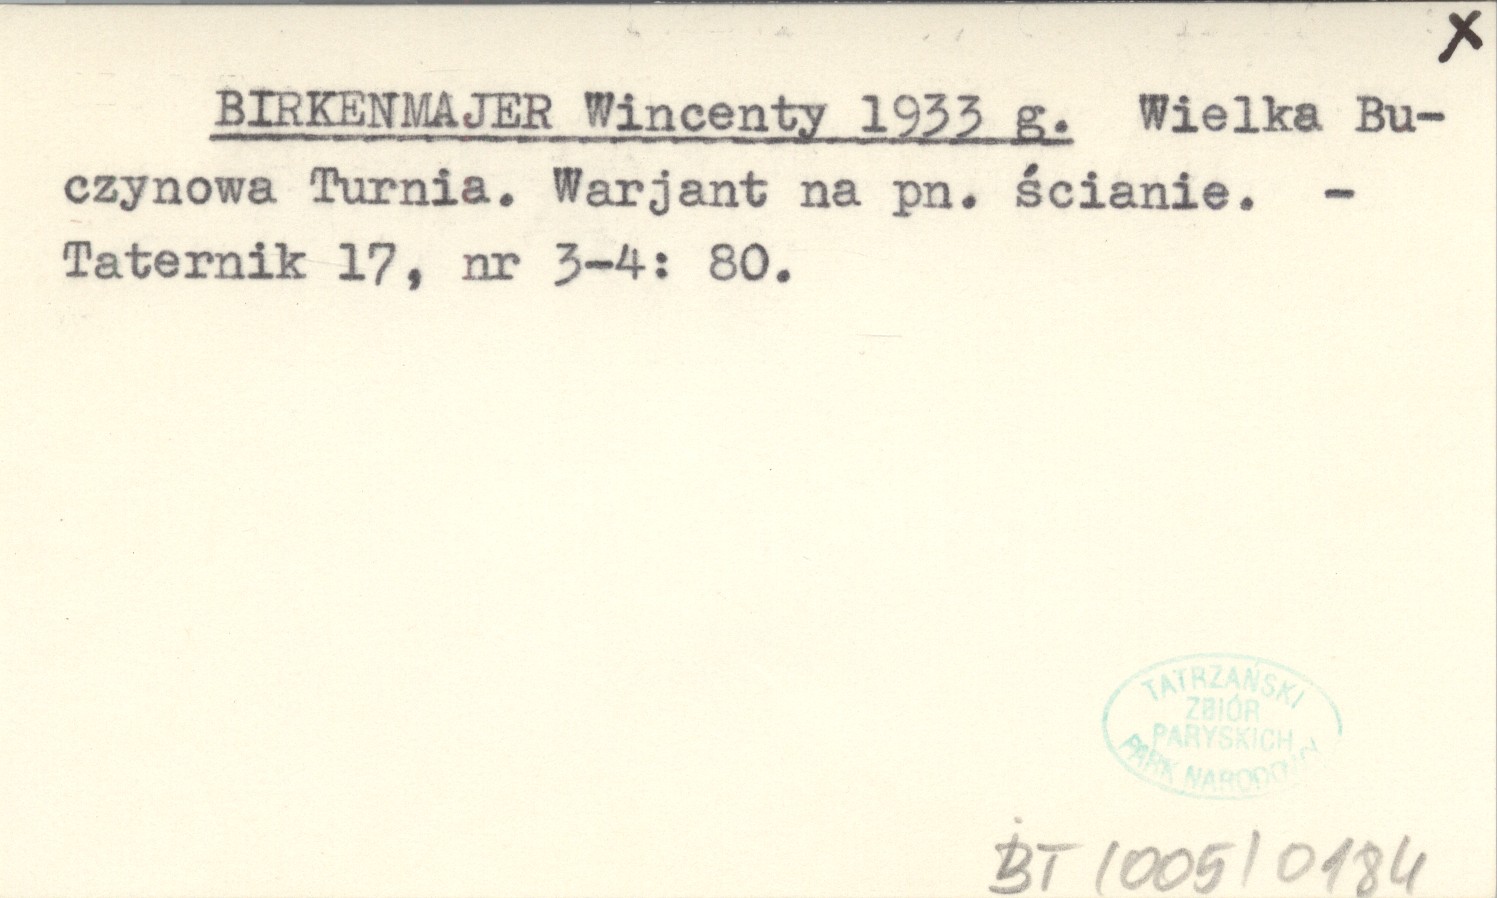 X
BIRKENMAJER Wincenty 1933 g. Wielka Bu-
czynowa Turnia. Warjant na pn. ścianie. -
Taternik 17, nr 3-4: 80.
TATRZAŃSKI
ZBIÓR
PARYSKICH
PARK NARODOWY
BT/005/0184